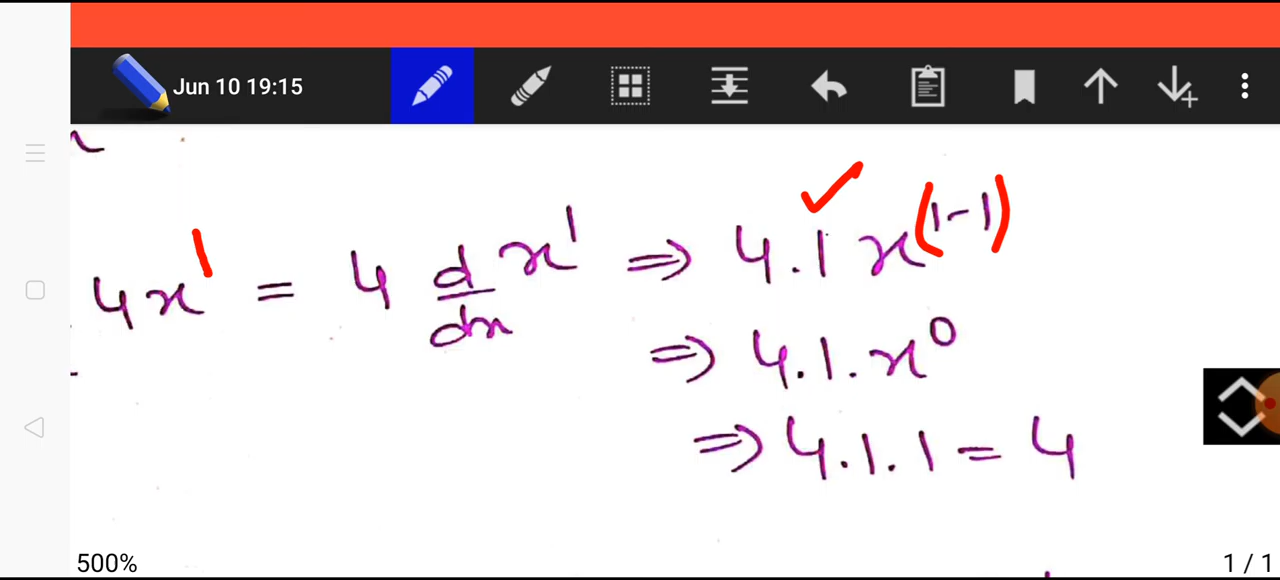 Jun 10 19:15
4x¹ = 4 d/dx x¹ ⇒ 4.1 x⁽¹⁻¹⁾
⇒ 4.1.x⁰
⇒ 4.1.1 = 4
500%
1 / 1